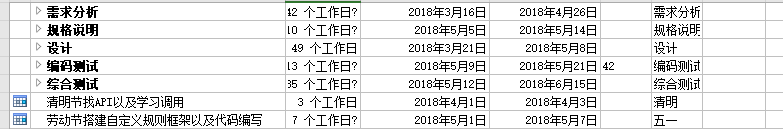 需求分析 42 个工作日? 2018年3月16日 2018年4月26日 需求分析
规格说明 10 个工作日? 2018年5月5日 2018年5月14日 规格说明
设计 49 个工作日 2018年3月21日 2018年5月8日 设计
编码测试 13 个工作日? 2018年5月9日 2018年5月21日 42 编码测试
综合测试 35 个工作日? 2018年5月12日 2018年6月15日 综合测试
清明节找API以及学习调用 3 个工作日 2018年4月1日 2018年4月3日 清明
劳动节搭建自定义规则框架以及代码编写 7 个工作日? 2018年5月1日 2018年5月7日 五一